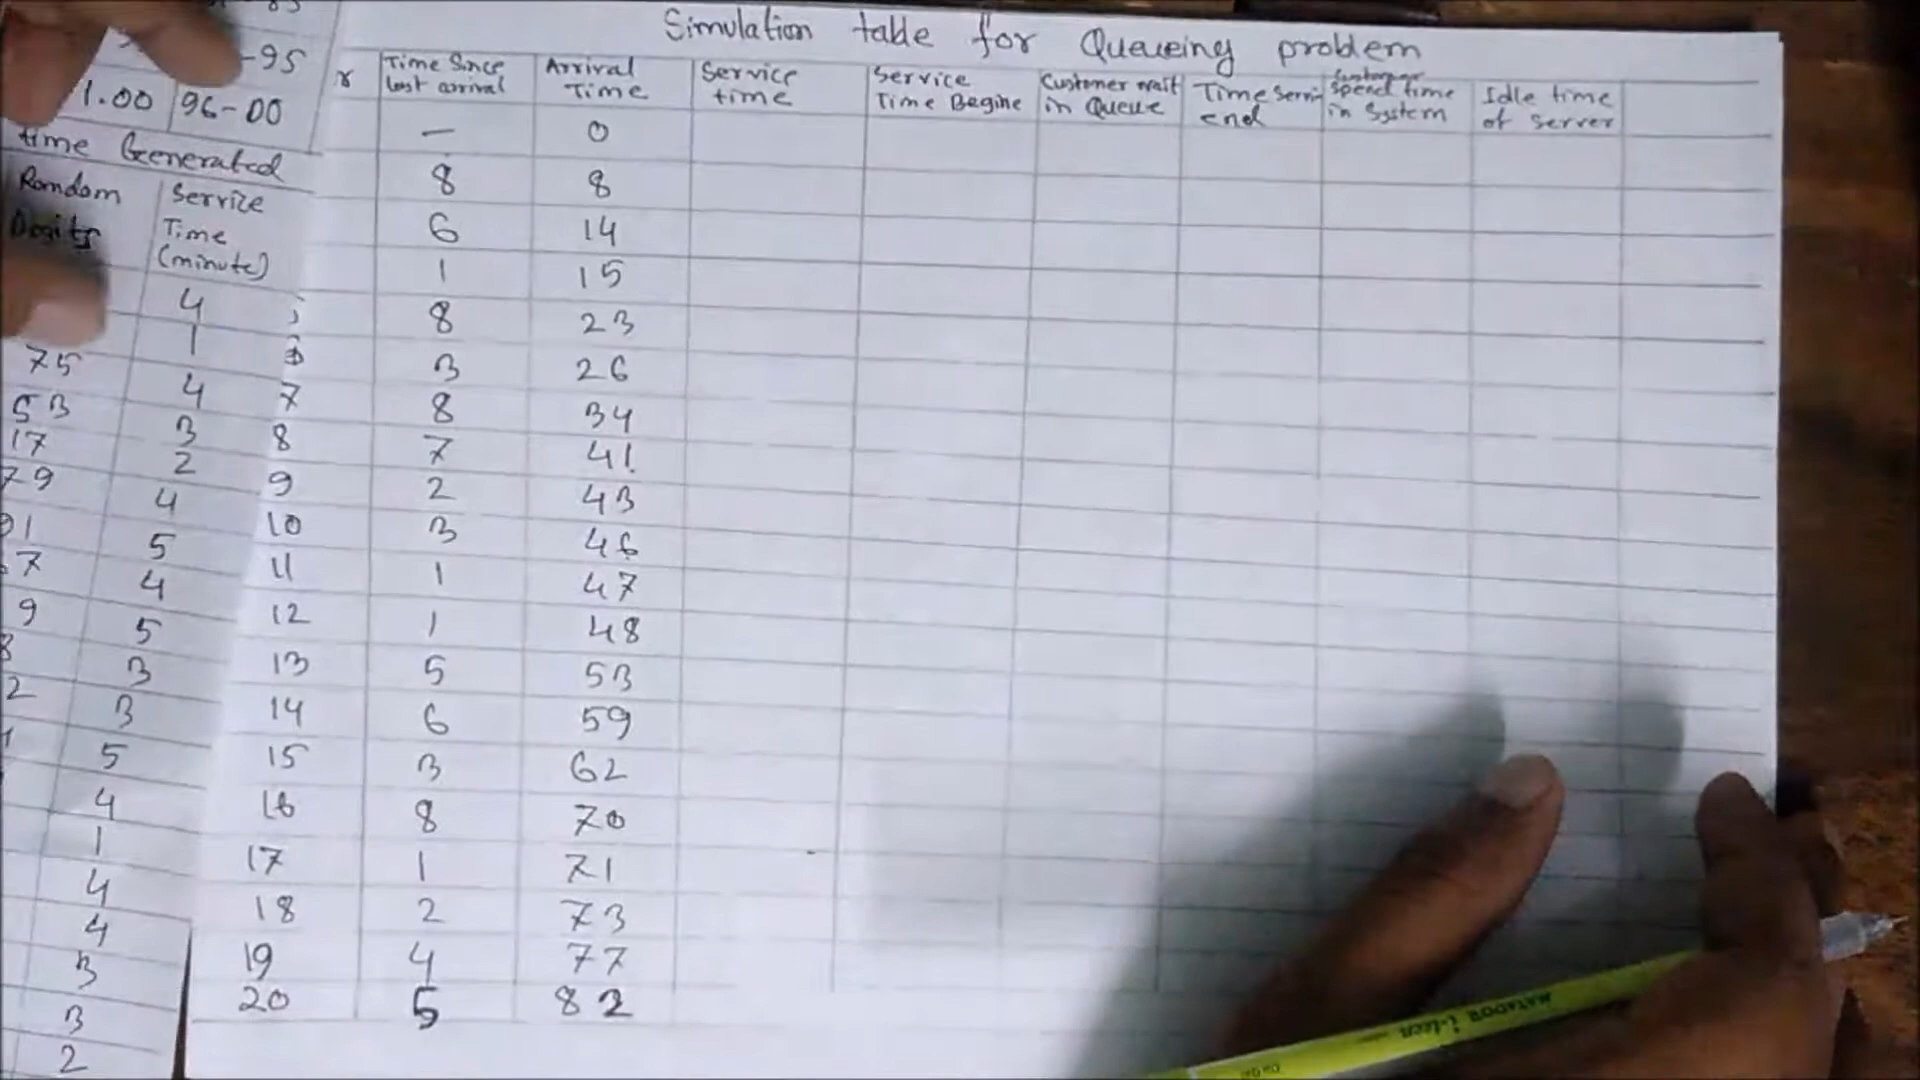 Simulation table for Queueing problem
Time Since last arrival | Arrival Time | Service time | Service Time Begine | Customer wait in Queue | Time Servi end | spend time in System | Idle time of server
— 0
8 8
6 14
1 15
8 23
3 26
7 8 34
8 7 41
9 2 43
10 3 46
11 1 47
12 1 48
13 5 53
14 6 59
15 3 62
16 8 70
17 1 71
18 2 73
19 4 77
20 5 82
-95
1.00 96-00
time Generated
Random Digits | Service Time (minute)
4
1
75 4
53 3
17 2
79 4
5
7 4
9 5
3
2 3
5
4
1
4
4
3
3
2